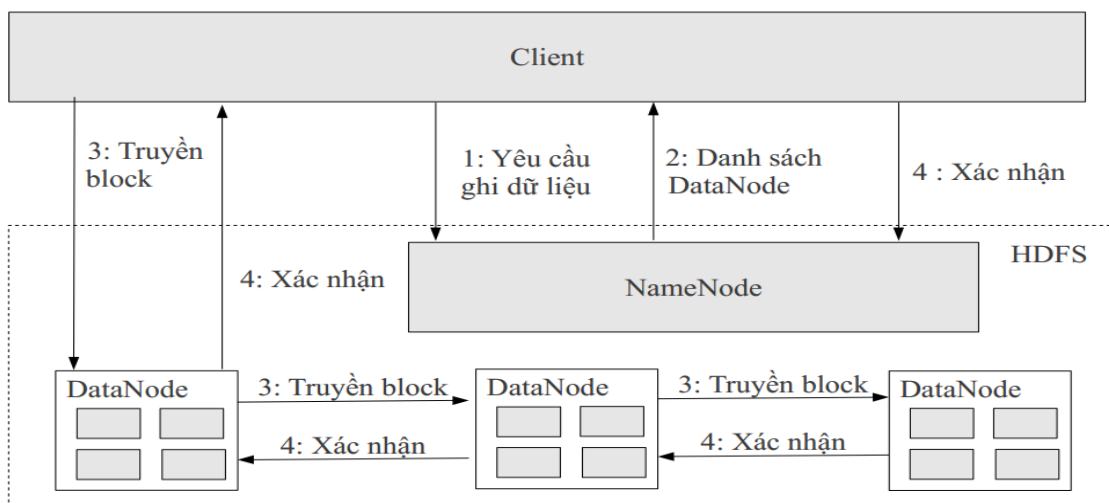 Client
3: Truyền
block
1: Yêu cầu
ghi dữ liệu
2: Danh sách
DataNode
4 : Xác nhận
HDFS
4: Xác nhận
NameNode
DataNode
3: Truyền block
DataNode
3: Truyền block
DataNode
4: Xác nhận
4: Xác nhận